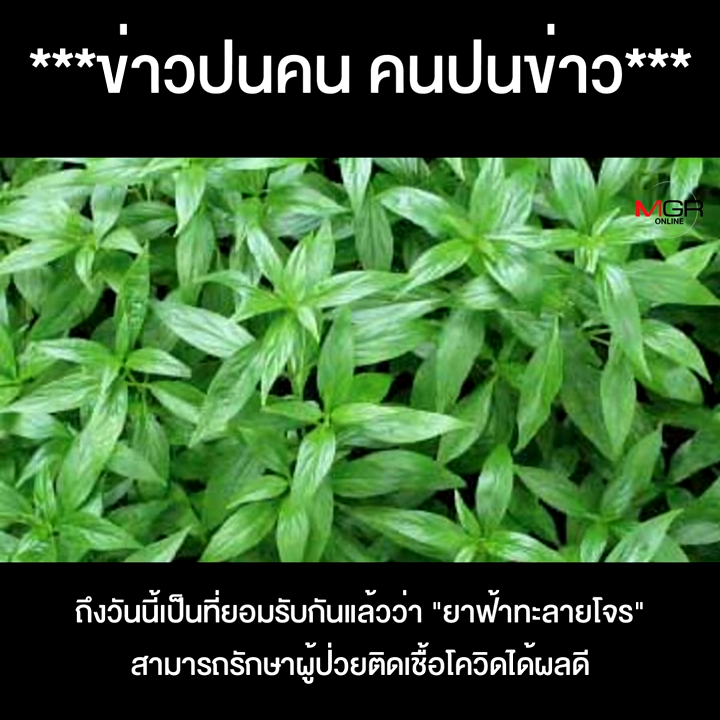 ***ข่าวปนคน คนปนข่าว***
MGR
ONLINE
ถึงวันนี้เป็นที่ยอมรับกันแล้วว่า "ยาฟ้าทะลายโจร"
สามารถรักษาผู้ป่วยติดเชื้อโควิดได้ผลดี